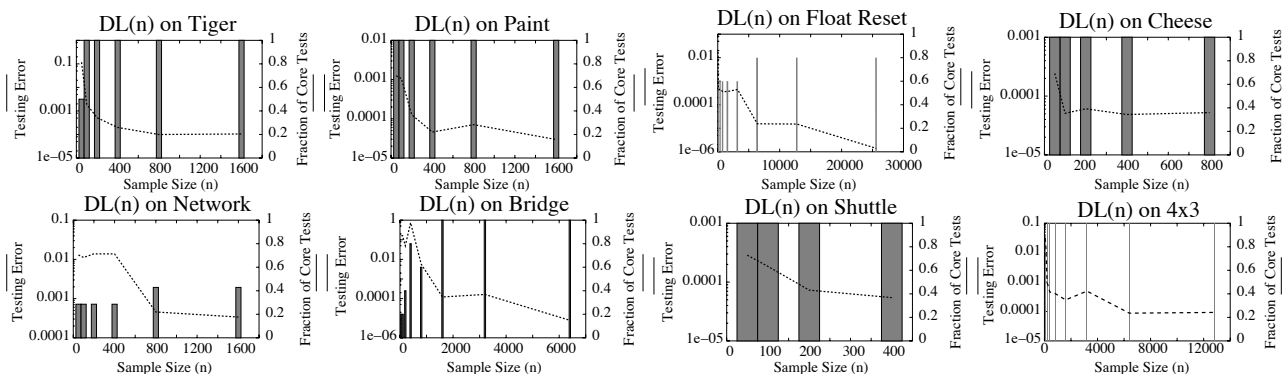 DL(n) on Tiger
Testing Error
0.1
0.001
1e-05
0 400 800 1200 1600
Sample Size (n)
0 0.2 0.4 0.6 0.8 1
Fraction of Core Tests
DL(n) on Paint
Testing Error
0.01
0.001
0.0001
1e-05
0 400 800 1200 1600
Sample Size (n)
0 0.2 0.4 0.6 0.8 1
Fraction of Core Tests
DL(n) on Float Reset
Testing Error
0.01
0.0001
1e-06
0 10000 20000 30000
Sample Size (n)
0 0.2 0.4 0.6 0.8 1
Fraction of Core Tests
DL(n) on Cheese
Testing Error
0.001
0.0001
1e-05
0 200 400 600 800
Sample Size (n)
0 0.2 0.4 0.6 0.8 1
Fraction of Core Tests
DL(n) on Network
Testing Error
0.1
0.01
0.001
0.0001
0 400 800 1200 1600
Sample Size (n)
0 0.2 0.4 0.6 0.8 1
Fraction of Core Tests
DL(n) on Bridge
Testing Error
1
0.01
0.0001
1e-06
0 2000 4000 6000
Sample Size (n)
0 0.2 0.4 0.6 0.8 1
Fraction of Core Tests
DL(n) on Shuttle
Testing Error
0.001
0.0001
1e-05
0 100 200 300 400
Sample Size (n)
0 0.2 0.4 0.6 0.8 1
Fraction of Core Tests
DL(n) on 4x3
Testing Error
0.1
0.01
0.001
0.0001
1e-05
0 4000 8000 12000
Sample Size (n)
0 0.2 0.4 0.6 0.8 1
Fraction of Core Tests